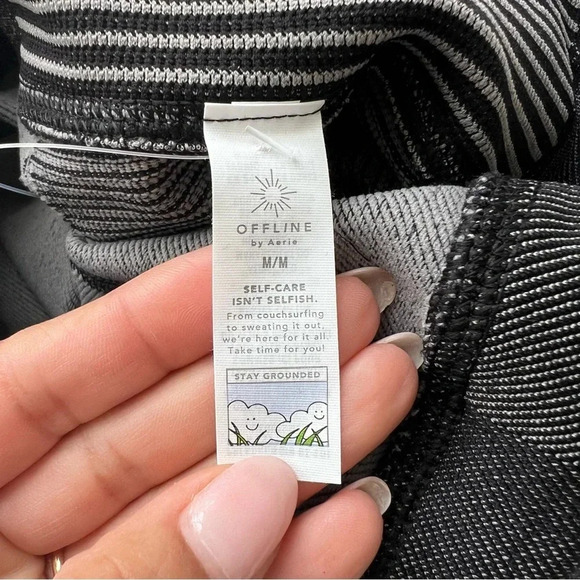 OFFLINE
by Aerie
M/M
SELF-CARE
ISN'T SELFISH.
From couchsurfing
to sweating it out,
we're here for it all.
Take time for you!
STAY GROUNDED